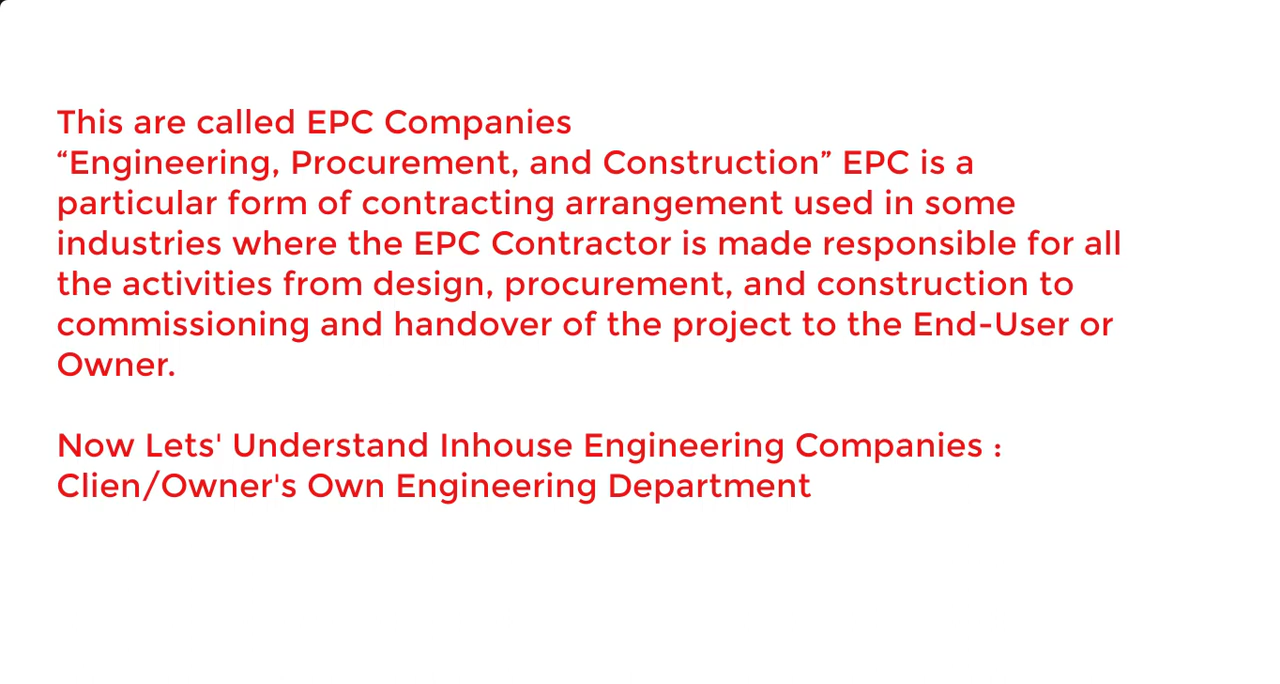 This are called EPC Companies
“Engineering, Procurement, and Construction” EPC is a
particular form of contracting arrangement used in some
industries where the EPC Contractor is made responsible for all
the activities from design, procurement, and construction to
commissioning and handover of the project to the End-User or
Owner.
Now Lets' Understand Inhouse Engineering Companies :
Clien/Owner's Own Engineering Department